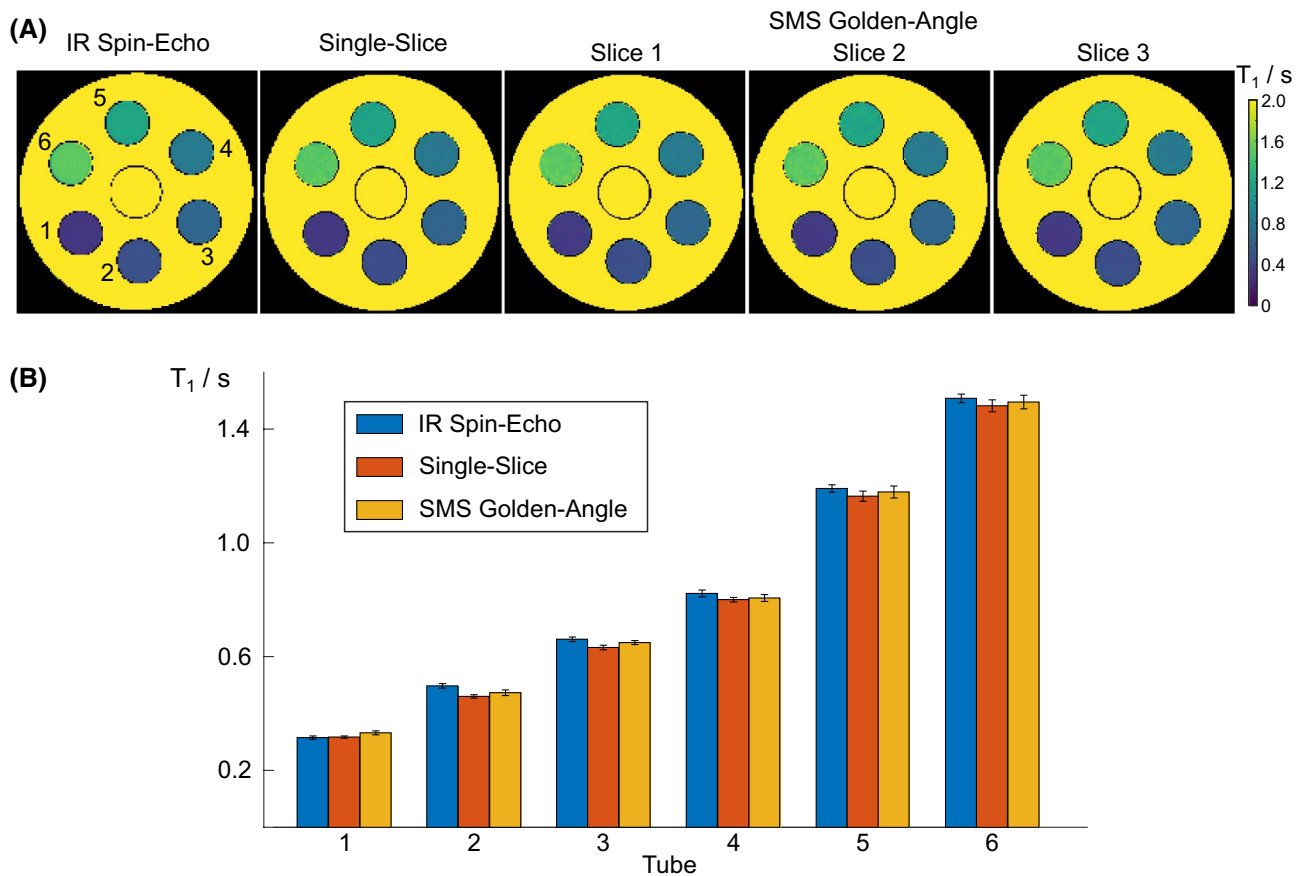 (A)
IR Spin-Echo
Single-Slice
SMS Golden-Angle
Slice 1
Slice 2
Slice 3
T1 / s
5
6
4
1
2
3
2.0
1.6
1.2
0.8
0.4
0
(B)
T1 / s
IR Spin-Echo
Single-Slice
SMS Golden-Angle
1.4
1.0
0.6
0.2
1 2 3 4 5 6
Tube